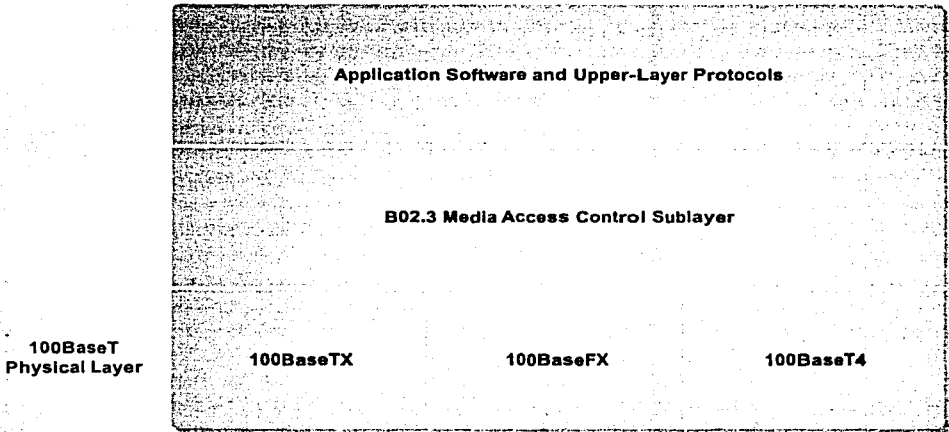 Application Software and Upper-Layer Protocols
B02.3 Media Access Control Sublayer
100BaseT
Physical Layer
100BaseTX
100BaseFX
100BaseT4